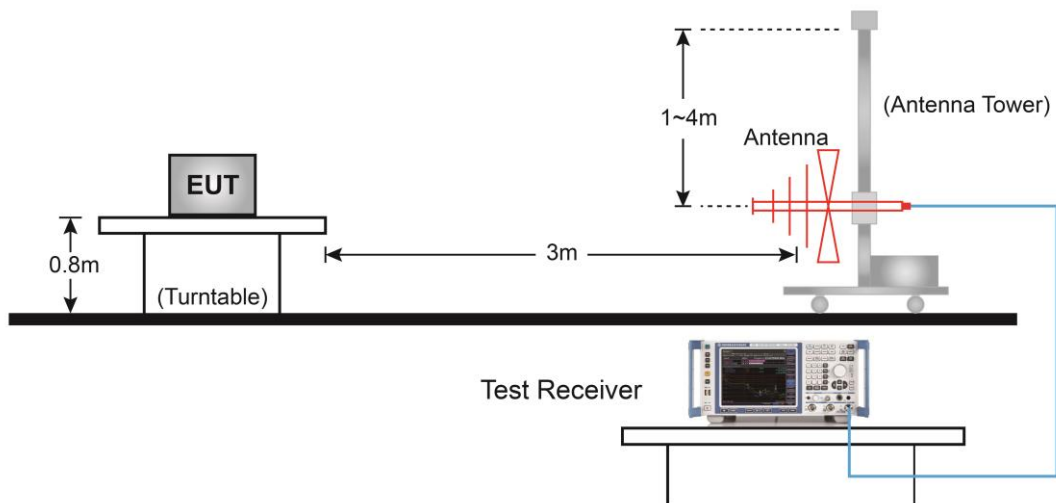 (Antenna Tower)
1~4m
Antenna
EUT
0.8m
3m
(Turntable)
Test Receiver